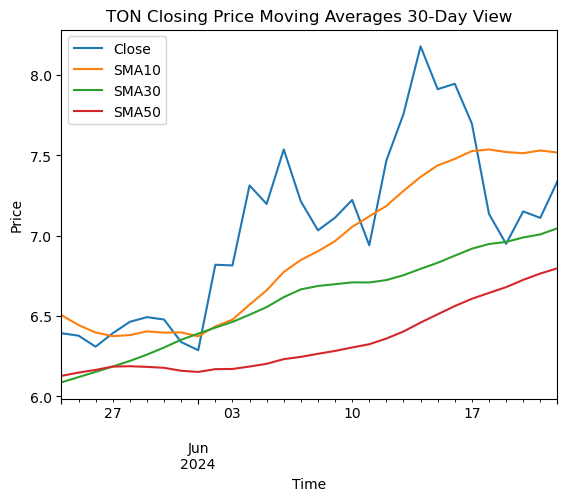 TON Closing Price Moving Averages 30-Day View
Close
SMA10
SMA30
SMA50
8.0
7.5
7.0
6.5
6.0
Price
27
03
10
17
Jun
2024
Time